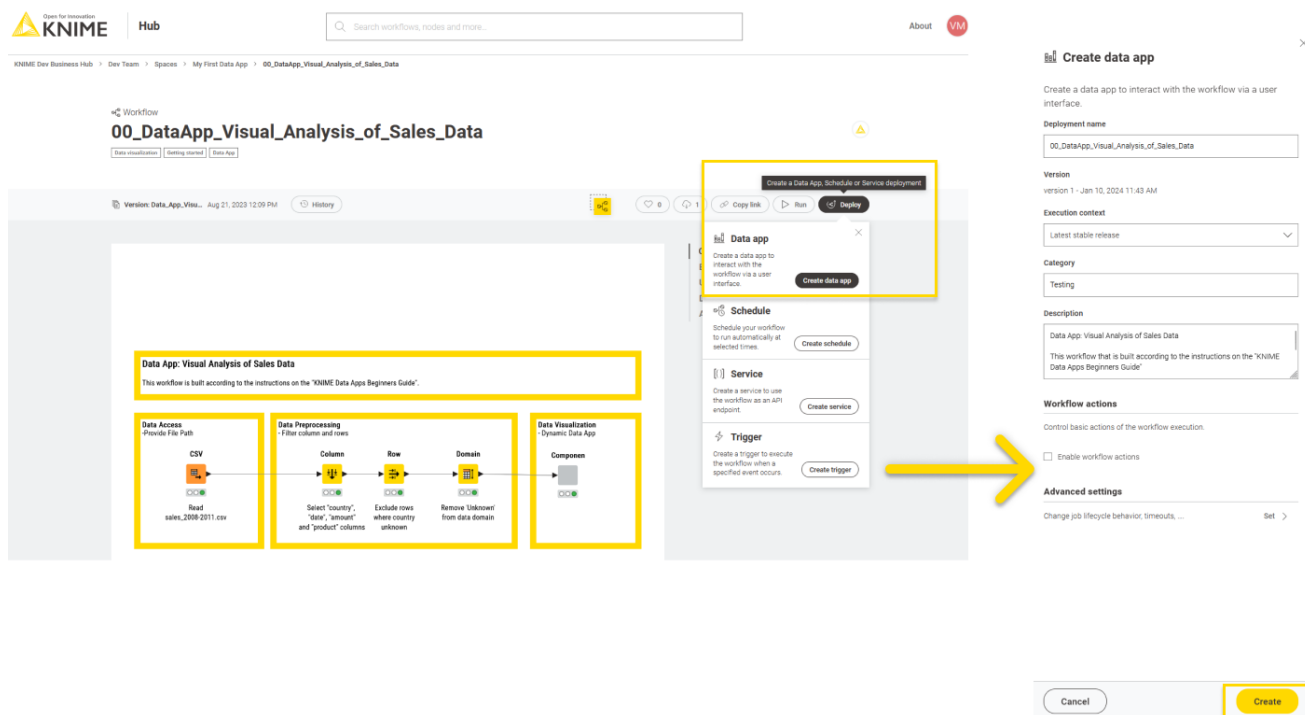 Open for Innovation
KNIME
Hub
Search workflows, nodes and more...
About
VM
KNIME Dev Business Hub > Dev Team > Spaces > My First Data App > 00_DataApp_Visual_Analysis_of_Sales_Data
Workflow
00_DataApp_Visual_Analysis_of_Sales_Data
Data visualization Getting started Data App
Create a Data App, Schedule or Service deployment
Version: Data_App_Visu... Aug 21, 2023 12:09 PM
History
0
1
Copy link
Run
Deploy
Data app
Create a data app to
interact with the
workflow via a user
interface.
Create data app
Schedule
Schedule your workflow
to run automatically at
selected times.
Create schedule
Service
Create a service to use
the workflow as an API
endpoint.
Create service
Trigger
Create a trigger to execute
the workflow when a
specified event occurs.
Create trigger
Data App: Visual Analysis of Sales Data
This workflow is built according to the instructions on the "KNIME Data Apps Beginners Guide".
Data Access
-Provide File Path
CSV
Read
sales_2008-2011.csv
Data Preprocessing
- Filter column and rows
Column
Select "country",
"date", "amount"
and "product" columns
Row
Exclude rows
where country
unknown
Domain
Remove 'Unknown'
from data domain
Data Visualization
- Dynamic Data App
Componen
Create data app
Create a data app to interact with the workflow via a user
interface.
Deployment name
00_DataApp_Visual_Analysis_of_Sales_Data
Version
version 1 - Jan 10, 2024 11:43 AM
Execution context
Latest stable release
Category
Testing
Description
Data App: Visual Analysis of Sales Data
This workflow that is built according to the instructions on the "KNIME
Data Apps Beginners Guide"
Workflow actions
Control basic actions of the workflow execution.
Enable workflow actions
Advanced settings
Change job lifecycle behavior, timeouts, ...
Set >
Cancel
Create